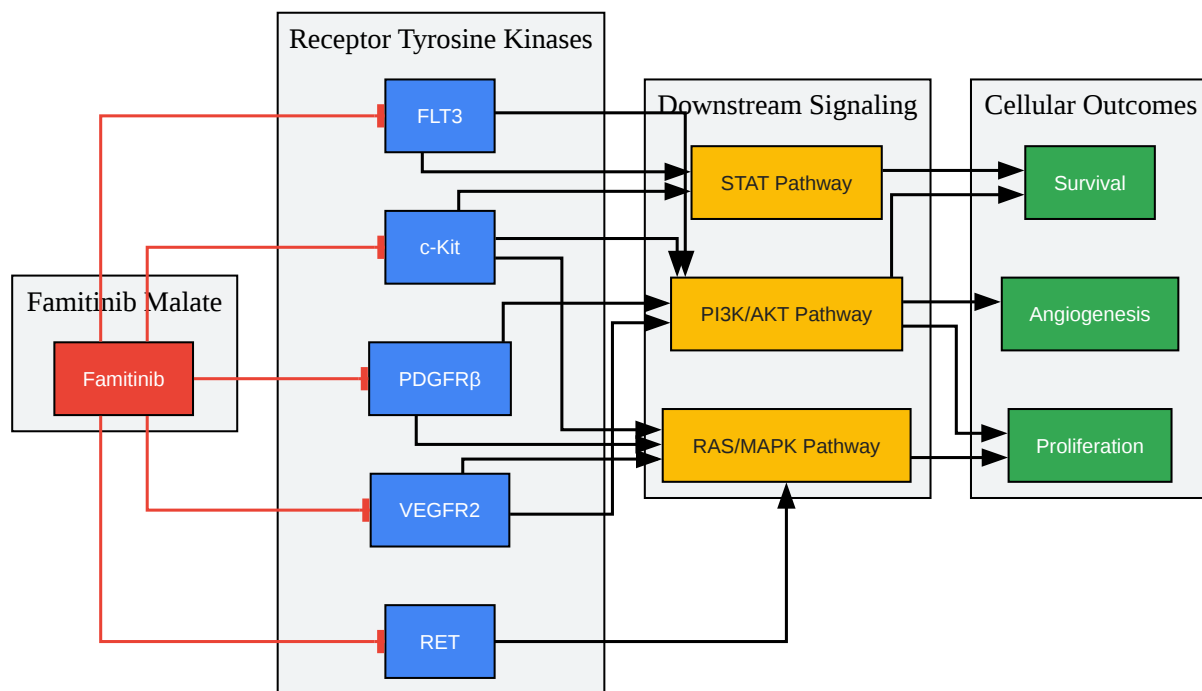 Famitinib Malate
Famitinib
Receptor Tyrosine Kinases
FLT3
c-Kit
PDGFRβ
VEGFR2
RET
Downstream Signaling
STAT Pathway
PI3K/AKT Pathway
RAS/MAPK Pathway
Cellular Outcomes
Survival
Angiogenesis
Proliferation